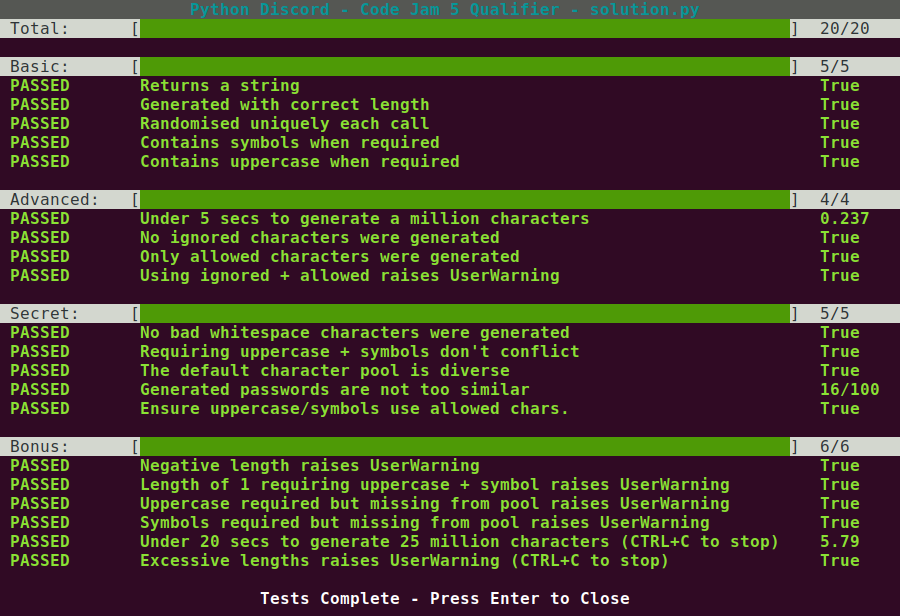 Python Discord - Code Jam 5 Qualifier - solution.py
Total: [ ] 20/20
Basic: [ ] 5/5
PASSED Returns a string True
PASSED Generated with correct length True
PASSED Randomised uniquely each call True
PASSED Contains symbols when required True
PASSED Contains uppercase when required True
Advanced: [ ] 4/4
PASSED Under 5 secs to generate a million characters 0.237
PASSED No ignored characters were generated True
PASSED Only allowed characters were generated True
PASSED Using ignored + allowed raises UserWarning True
Secret: [ ] 5/5
PASSED No bad whitespace characters were generated True
PASSED Requiring uppercase + symbols don't conflict True
PASSED The default character pool is diverse True
PASSED Generated passwords are not too similar 16/100
PASSED Ensure uppercase/symbols use allowed chars. True
Bonus: [ ] 6/6
PASSED Negative length raises UserWarning True
PASSED Length of 1 requiring uppercase + symbol raises UserWarning True
PASSED Uppercase required but missing from pool raises UserWarning True
PASSED Symbols required but missing from pool raises UserWarning True
PASSED Under 20 secs to generate 25 million characters (CTRL+C to stop) 5.79
PASSED Excessive lengths raises UserWarning (CTRL+C to stop) True
Tests Complete - Press Enter to Close